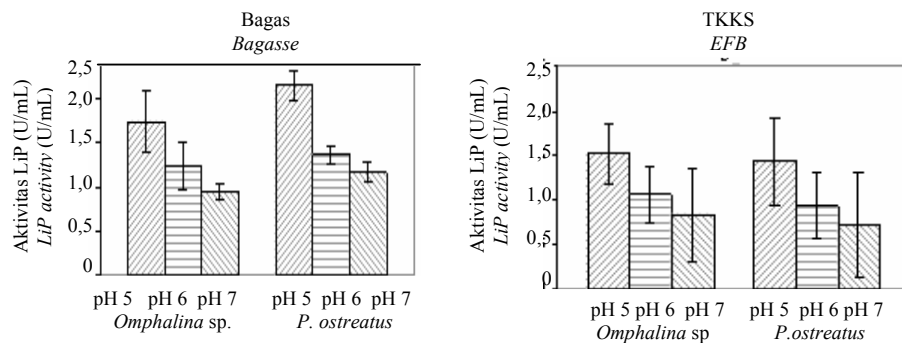 Bagas
Bagasse
Aktivitas LiP (U/mL)
LiP activity (U/mL)
2,5
2,0
1,5
1,0
0,5
0
pH 5 pH 6 pH 7 pH 5 pH 6 pH 7
Omphalina sp. P. ostreatus
TKKS
EFB
Aktivitas LiP (U/mL)
LiP activity (U/mL)
2,5
2,0
1,5
1,0
0,5
0
pH 5 pH 6 pH 7 pH 5 pH 6 pH 7
Omphalina sp P.ostreatus